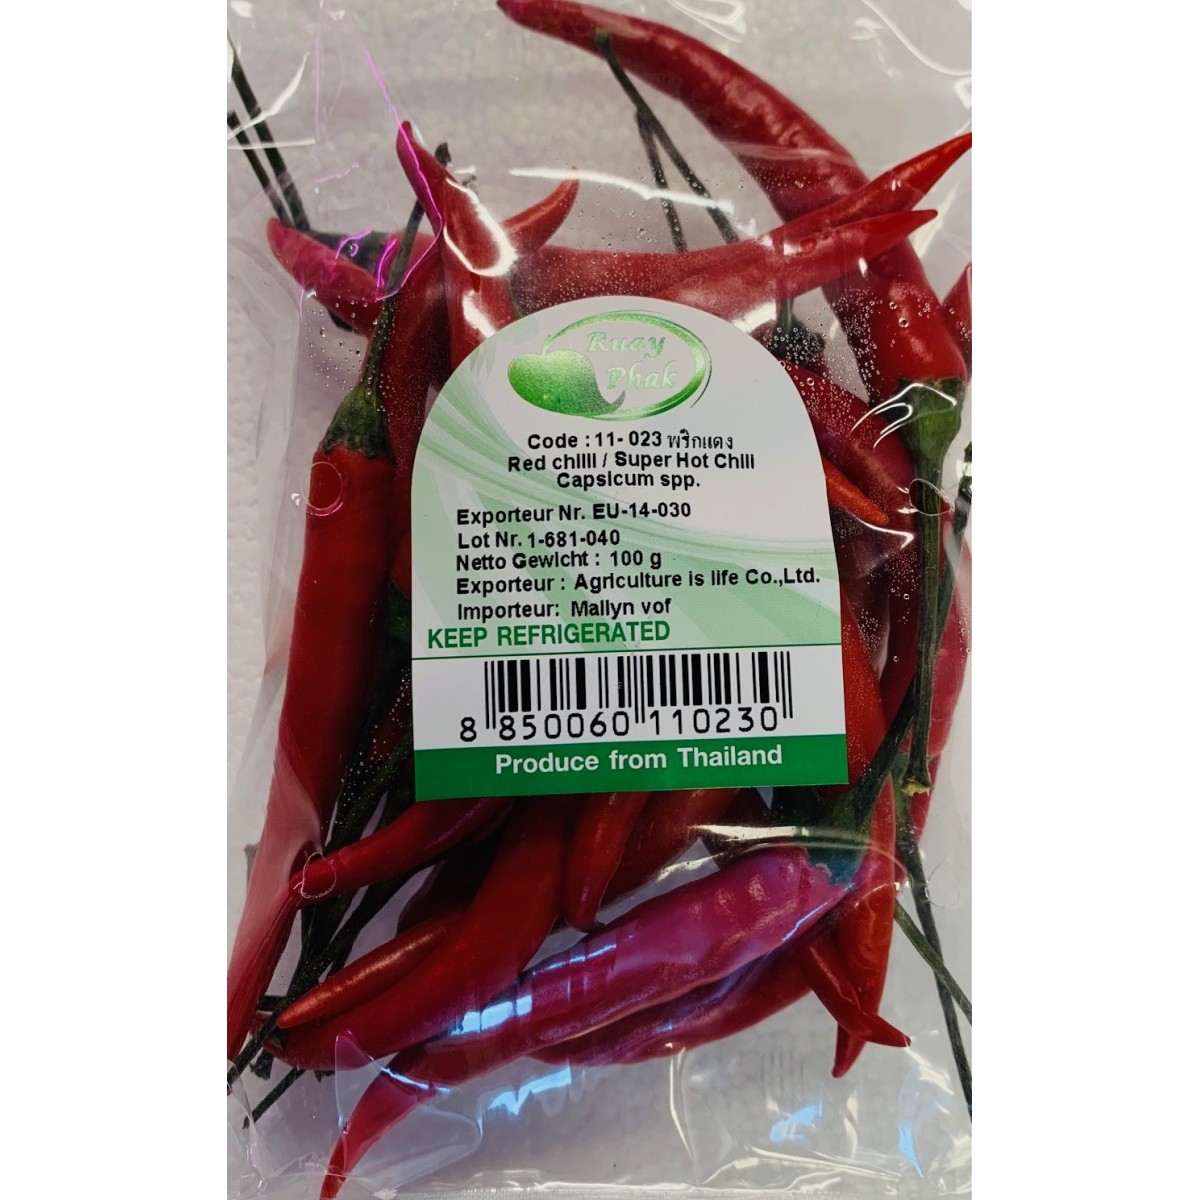 Ruay
Phak
Code : 11- 023 พริกแดง
Red chilli / Super Hot Chili
Capsicum spp.
Exporteur Nr. EU-14-030
Lot Nr. 1-681-040
Netto Gewicht : 100 g
Exporteur : Agriculture is life Co.,Ltd.
Importeur: Mailyn vof
KEEP REFRIGERATED
8 850060 110230
Produce from Thailand